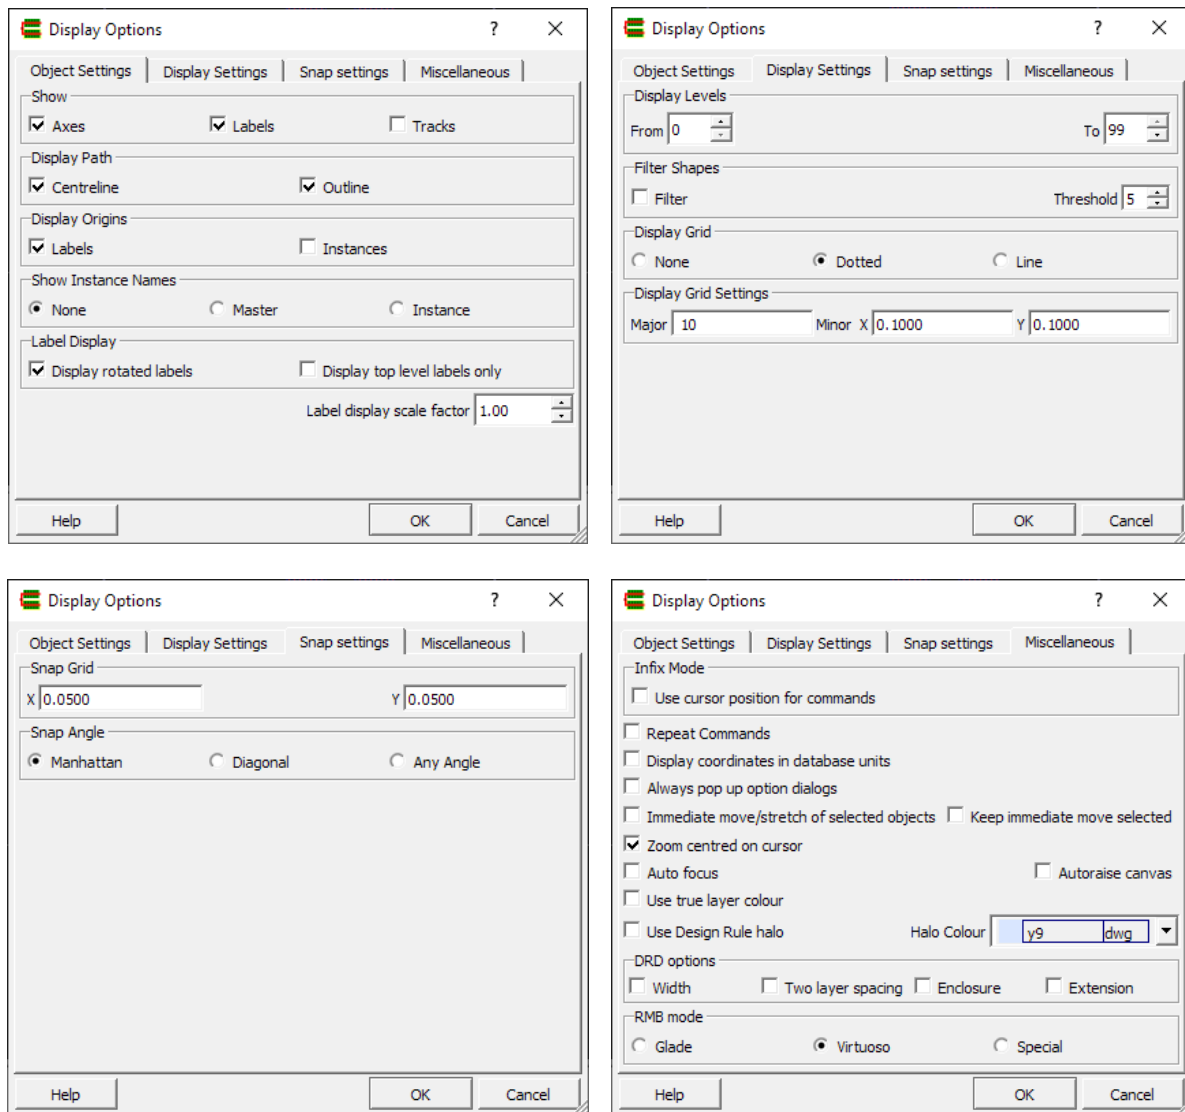 Display Options ?
Object Settings Display Settings Snap settings Miscellaneous
Show
Axes Labels Tracks
Display Path
Centreline Outline
Display Origins
Labels Instances
Show Instance Names
None Master Instance
Label Display
Display rotated labels Display top level labels only
Label display scale factor 1.00
Help OK Cancel
Display Options ?
Object Settings Display Settings Snap settings Miscellaneous
Display Levels
From 0 To 99
Filter Shapes
Filter Threshold 5
Display Grid
None Dotted Line
Display Grid Settings
Major 10 Minor X 0.1000 Y 0.1000
Help OK Cancel
Display Options ?
Object Settings Display Settings Snap settings Miscellaneous
Snap Grid
X 0.0500 Y 0.0500
Snap Angle
Manhattan Diagonal Any Angle
Help OK Cancel
Display Options ?
Object Settings Display Settings Snap settings Miscellaneous
Infix Mode
Use cursor position for commands
Repeat Commands
Display coordinates in database units
Always pop up option dialogs
Immediate move/stretch of selected objects Keep immediate move selected
Zoom centred on cursor
Auto focus Autoraise canvas
Use true layer colour
Use Design Rule halo Halo Colour y9 dwg
DRD options
Width Two layer spacing Enclosure Extension
RMB mode
Glade Virtuoso Special
Help OK Cancel